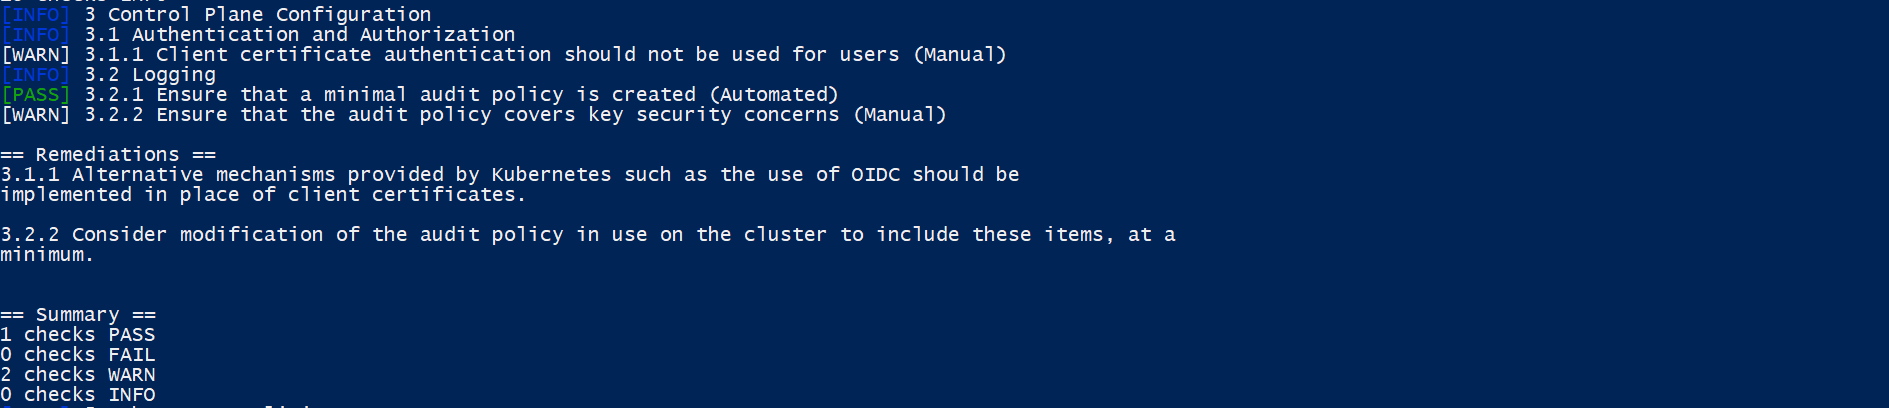 [INFO] 3 Control Plane Configuration
[INFO] 3.1 Authentication and Authorization
[WARN] 3.1.1 Client certificate authentication should not be used for users (Manual)
[INFO] 3.2 Logging
[PASS] 3.2.1 Ensure that a minimal audit policy is created (Automated)
[WARN] 3.2.2 Ensure that the audit policy covers key security concerns (Manual)
== Remediations ==
3.1.1 Alternative mechanisms provided by Kubernetes such as the use of OIDC should be
implemented in place of client certificates.
3.2.2 Consider modification of the audit policy in use on the cluster to include these items, at a
minimum.
== Summary ==
1 checks PASS
0 checks FAIL
2 checks WARN
0 checks INFO